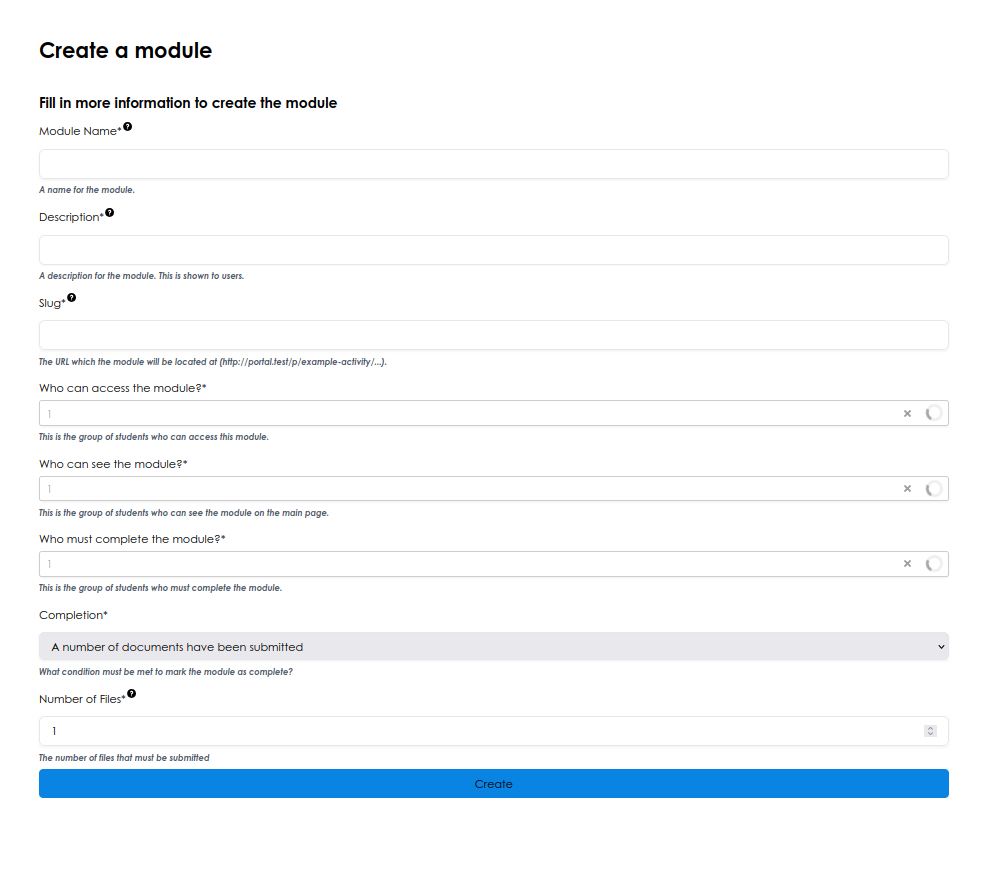 Create a module
Fill in more information to create the module
Module Name*?
A name for the module.
Description*?
A description for the module. This is shown to users.
Slug*?
The URL which the module will be located at (http://portal.test/p/example-activity/...).
Who can access the module?*
1 ×
This is the group of students who can access this module.
Who can see the module?*
1 ×
This is the group of students who can see the module on the main page.
Who must complete the module?*
1 ×
This is the group of students who must complete the module.
Completion*
A number of documents have been submitted
What condition must be met to mark the module as complete?
Number of Files*?
1
The number of files that must be submitted
Create